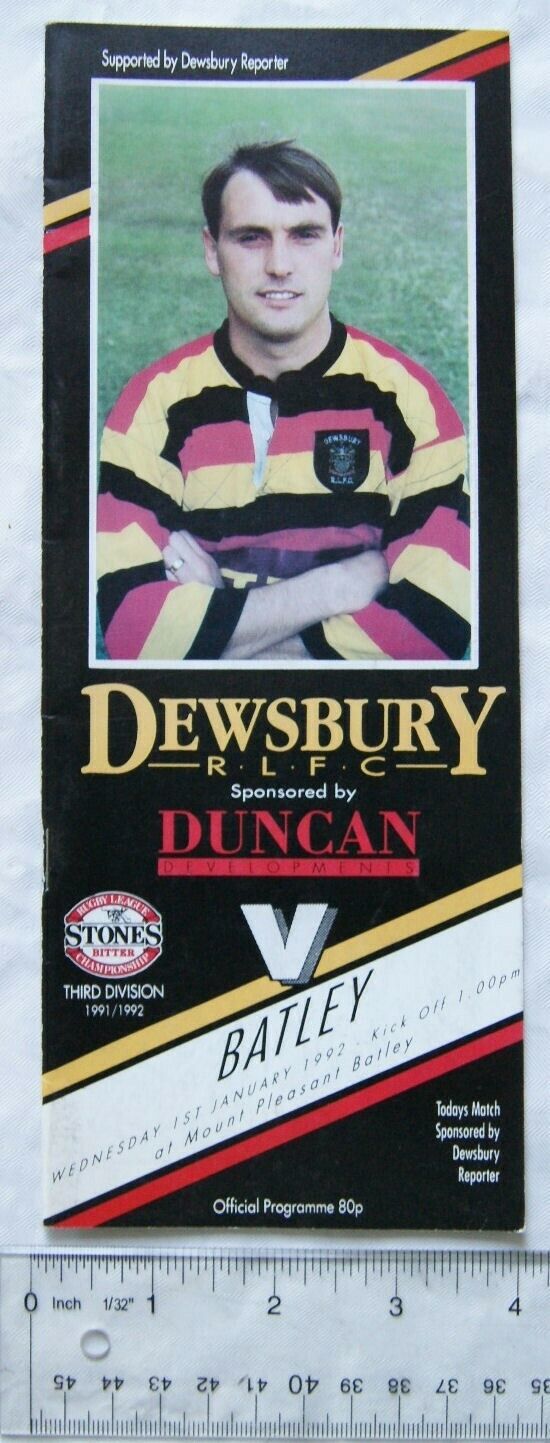 Supported by Dewsbury Reporter
DEWSBURY
R.L.F.C.
DEWSBURY
R·L·F·C
Sponsored by
DUNCAN
DEVELOPMENTS
RUGBY LEAGUE
STONES
BITTER
CHAMPIONSHIP
THIRD DIVISION
1991/1992
V
BATLEY
WEDNESDAY 1ST JANUARY 1992 . Kick Off 1.00pm
at Mount Pleasant Batley
Todays Match
Sponsored by
Dewsbury
Reporter
Official Programme 80p
0 Inch 1/32" 1 2 3 4
45 44 43 42 41 40 39 38 37 36 35